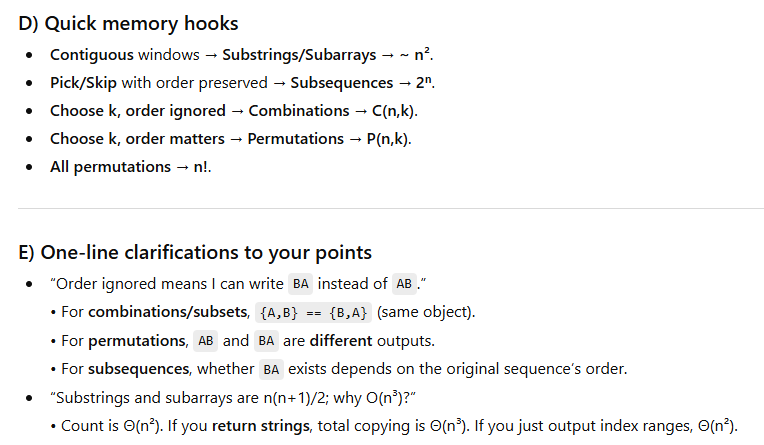 D) Quick memory hooks
• Contiguous windows → Substrings/Subarrays → ~ n².
• Pick/Skip with order preserved → Subsequences → 2ⁿ.
• Choose k, order ignored → Combinations → C(n,k).
• Choose k, order matters → Permutations → P(n,k).
• All permutations → n!.
E) One-line clarifications to your points
• “Order ignored means I can write BA instead of AB.”
• For combinations/subsets, {A,B} == {B,A} (same object).
• For permutations, AB and BA are different outputs.
• For subsequences, whether BA exists depends on the original sequence’s order.
• “Substrings and subarrays are n(n+1)/2; why O(n³)?”
• Count is Θ(n²). If you return strings, total copying is Θ(n³). If you just output index ranges, Θ(n²).